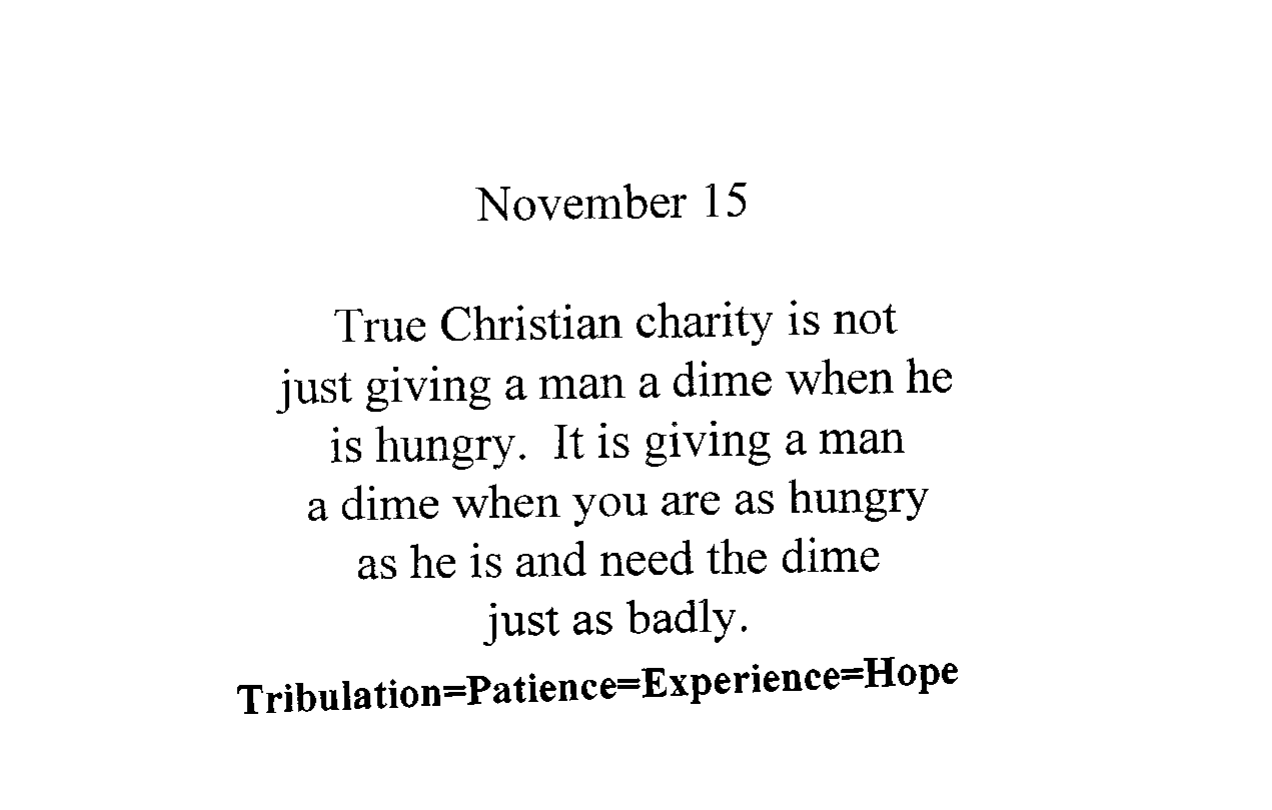 November 15
True Christian charity is not
just giving a man a dime when he
is hungry.  It is giving a man
a dime when you are as hungry
as he is and need the dime
just as badly.
Tribulation=Patience=Experience=Hope